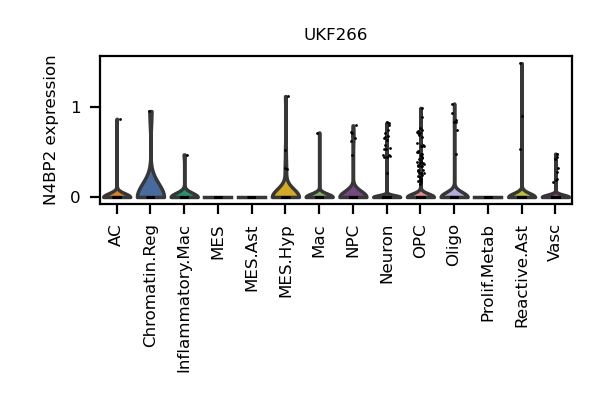 UKF266
N4BP2 expression
1
0
AC
Chromatin.Reg
Inflammatory.Mac
MES
MES.Ast
MES.Hyp
Mac
NPC
Neuron
OPC
Oligo
Prolif.Metab
Reactive.Ast
Vasc